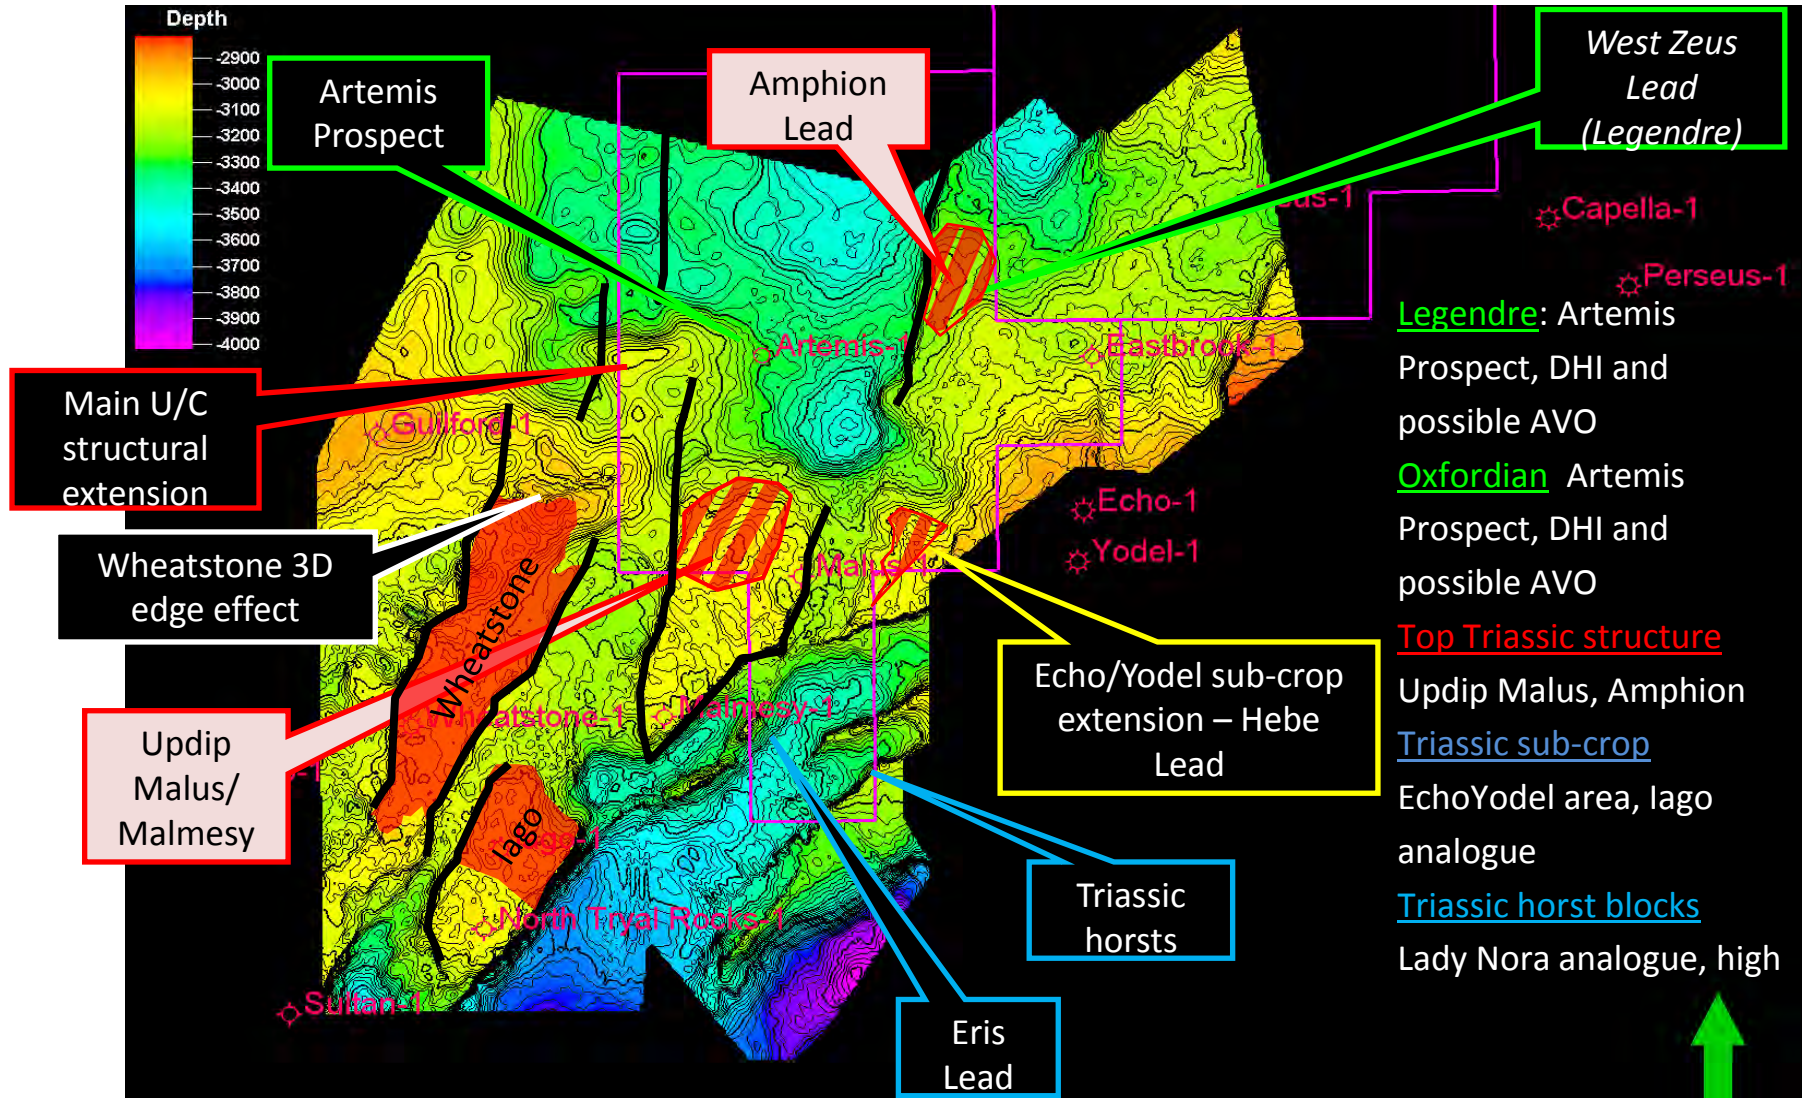 Depth
-2900
-3000
-3100
-3200
-3300
-3400
-3500
-3600
-3700
-3800
-3900
-4000
Artemis
Prospect
Amphion
Lead
West Zeus
Lead
(Legendre)
Capella-1
Perseus-1
Artemis-1
Eastbrook-1
Main U/C
structural
extension
Guilford-1
Echo-1
Yodel-1
Wheatstone 3D
edge effect
Wheatstone
Malus-1
Wheatstone-1
Malmesy-1
Updip
Malus/
Malmesy
Echo/Yodel sub-crop
extension – Hebe
Lead
Iago
North Tryal Rocks-1
Sultan-1
Triassic
horsts
Eris
Lead
Legendre: Artemis
Prospect, DHI and
possible AVO
Oxfordian Artemis
Prospect, DHI and
possible AVO
Top Triassic structure
Updip Malus, Amphion
Triassic sub-crop
EchoYodel area, Iago
analogue
Triassic horst blocks
Lady Nora analogue, high